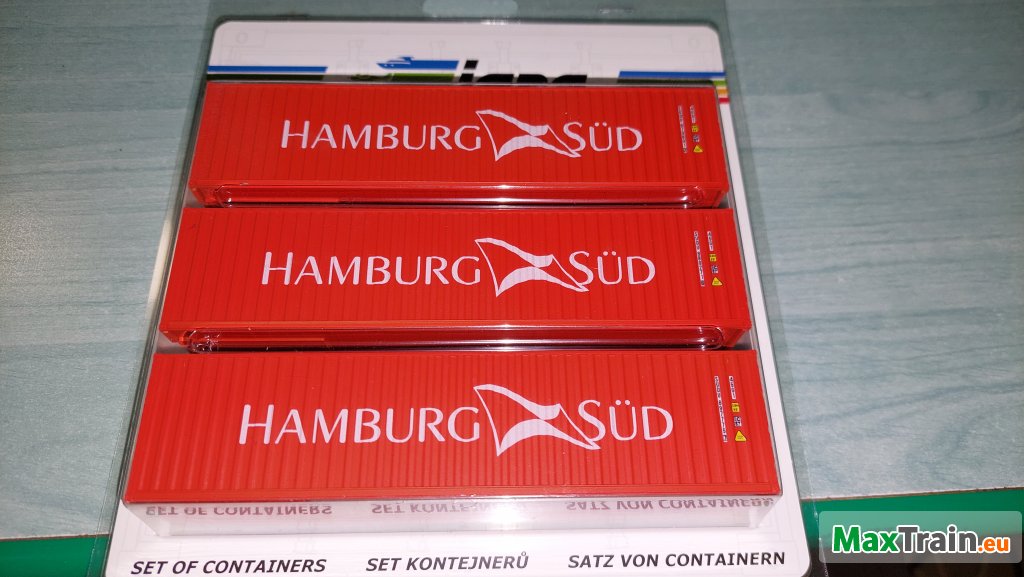 HAMBURG SÜD
HAMBURG SÜD
HAMBURG SÜD
SET OF CONTAINERS SET KONTEJNERŮ SATZ VON CONTAINERN
MaxTrain.eu